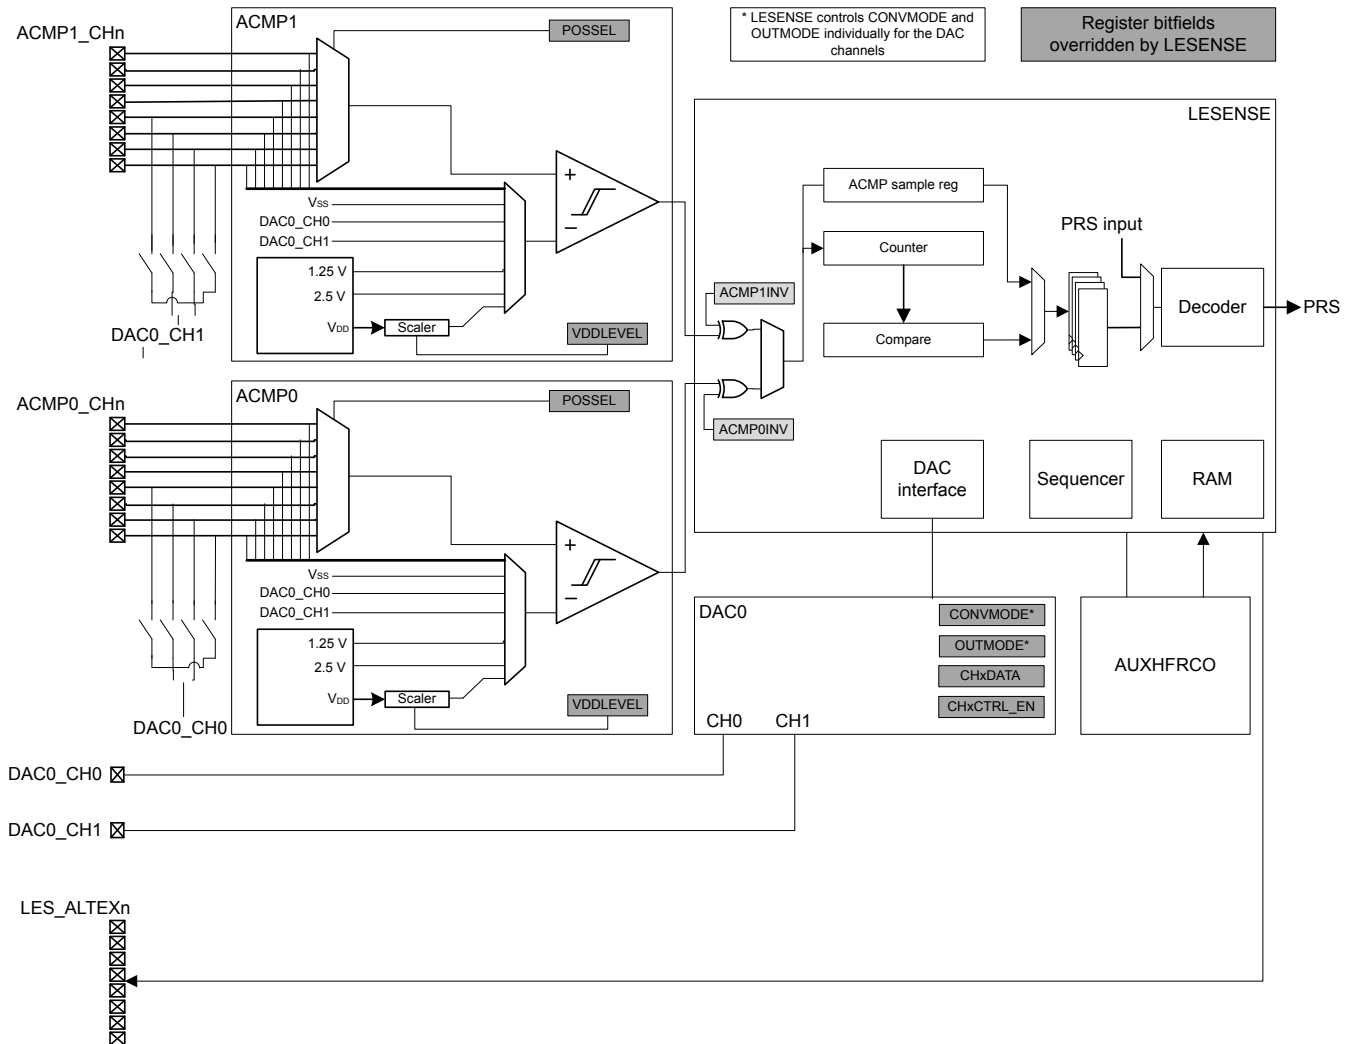 ACMP1_CHn
ACMP1
POSSEL
* LESENSE controls CONVMODE and
OUTMODE individually for the DAC
channels
Register bitfields
overridden by LESENSE
LESENSE
VSS
DAC0_CH0
DAC0_CH1
1.25 V
2.5 V
VDD
Scaler
VDDLEVEL
DAC0_CH1
+
–
ACMP sample reg
Counter
Compare
PRS input
Decoder
PRS
ACMP1INV
ACMP0INV
DAC
interface
Sequencer
RAM
ACMP0_CHn
ACMP0
POSSEL
VSS
DAC0_CH0
DAC0_CH1
1.25 V
2.5 V
VDD
Scaler
VDDLEVEL
DAC0_CH0
+
–
DAC0
CONVMODE*
OUTMODE*
CHxDATA
CHxCTRL_EN
CH0
CH1
AUXHFRCO
DAC0_CH0
DAC0_CH1
LES_ALTEXn